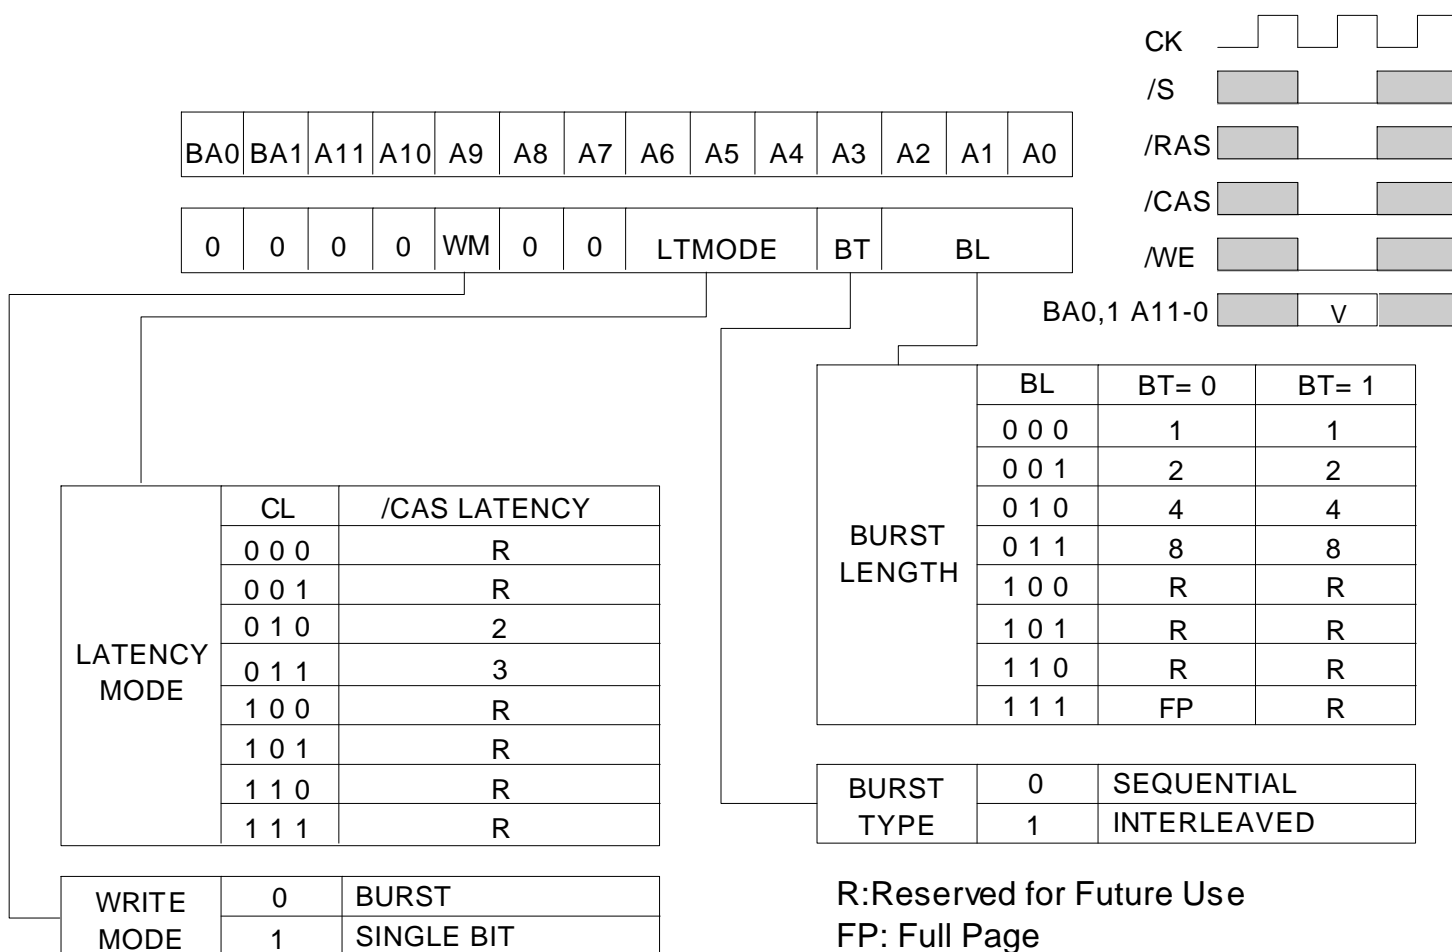 CK
/S
/RAS
/CAS
/WE
BA0,1 A11-0 V
BA0 BA1 A11 A10 A9 A8 A7 A6 A5 A4 A3 A2 A1 A0
0 0 0 0 WM 0 0 LTMODE BT BL
BURST LENGTH
BL BT= 0 BT= 1
0 0 0 1 1
0 0 1 2 2
0 1 0 4 4
0 1 1 8 8
1 0 0 R R
1 0 1 R R
1 1 0 R R
1 1 1 FP R
LATENCY MODE
CL /CAS LATENCY
0 0 0 R
0 0 1 R
0 1 0 2
0 1 1 3
1 0 0 R
1 0 1 R
1 1 0 R
1 1 1 R
BURST TYPE
0 SEQUENTIAL
1 INTERLEAVED
WRITE MODE
0 BURST
1 SINGLE BIT
R:Reserved for Future Use
FP: Full Page